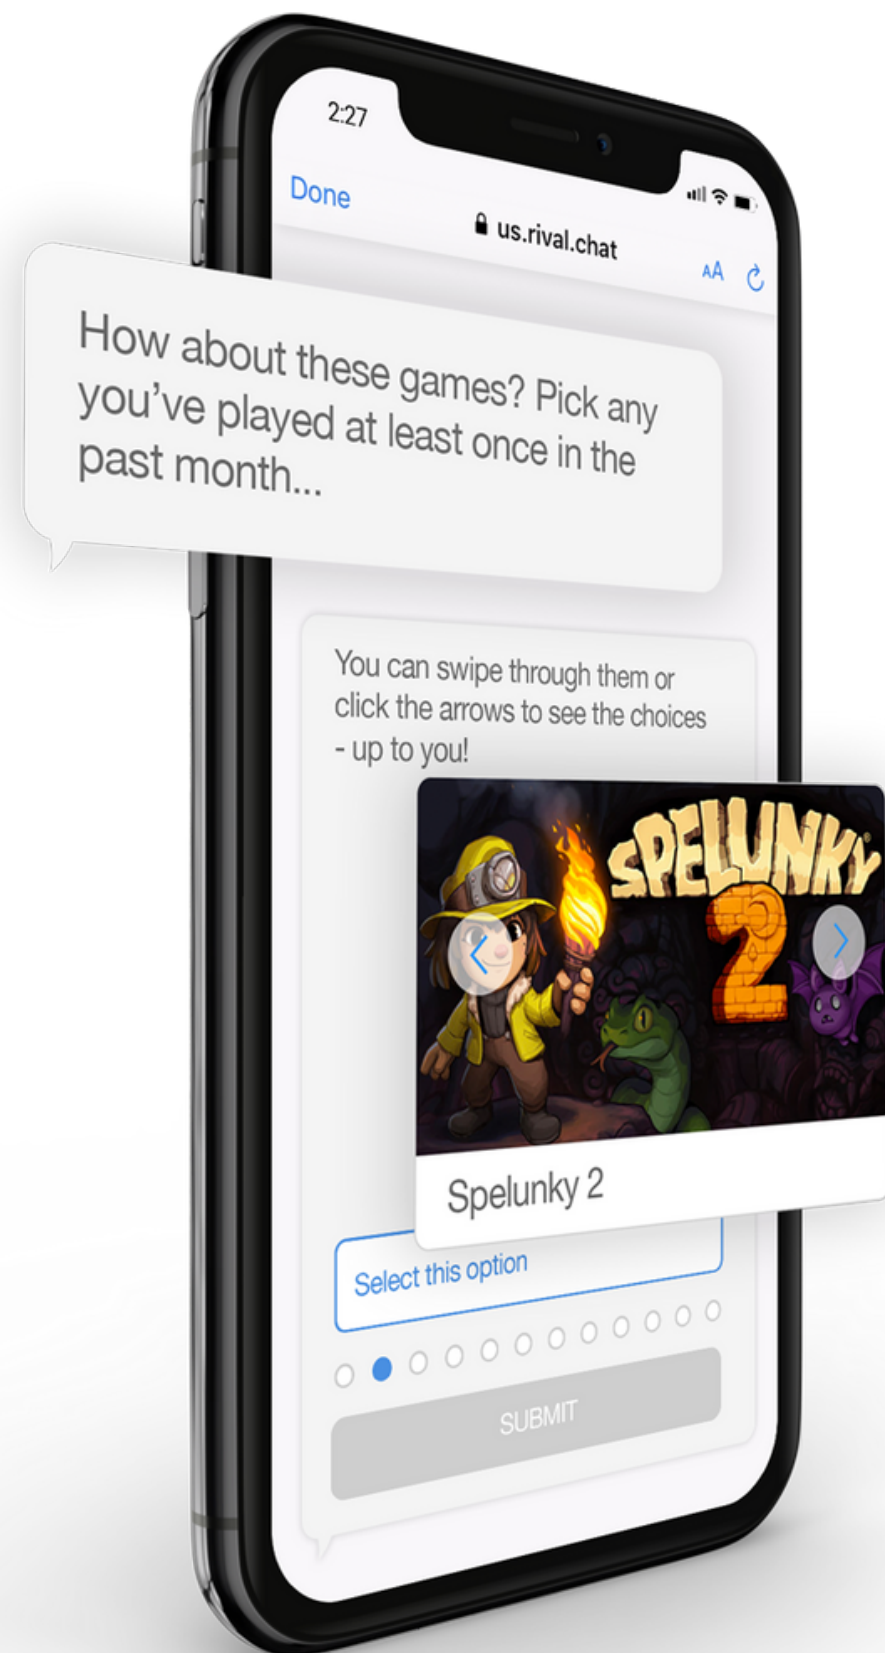 2:27
Done
us.rival.chat
AA
How about these games? Pick any
you've played at least once in the
past month...
You can swipe through them or
click the arrows to see the choices
- up to you!
SPELUNKY
2
Spelunky 2
Select this option
SUBMIT